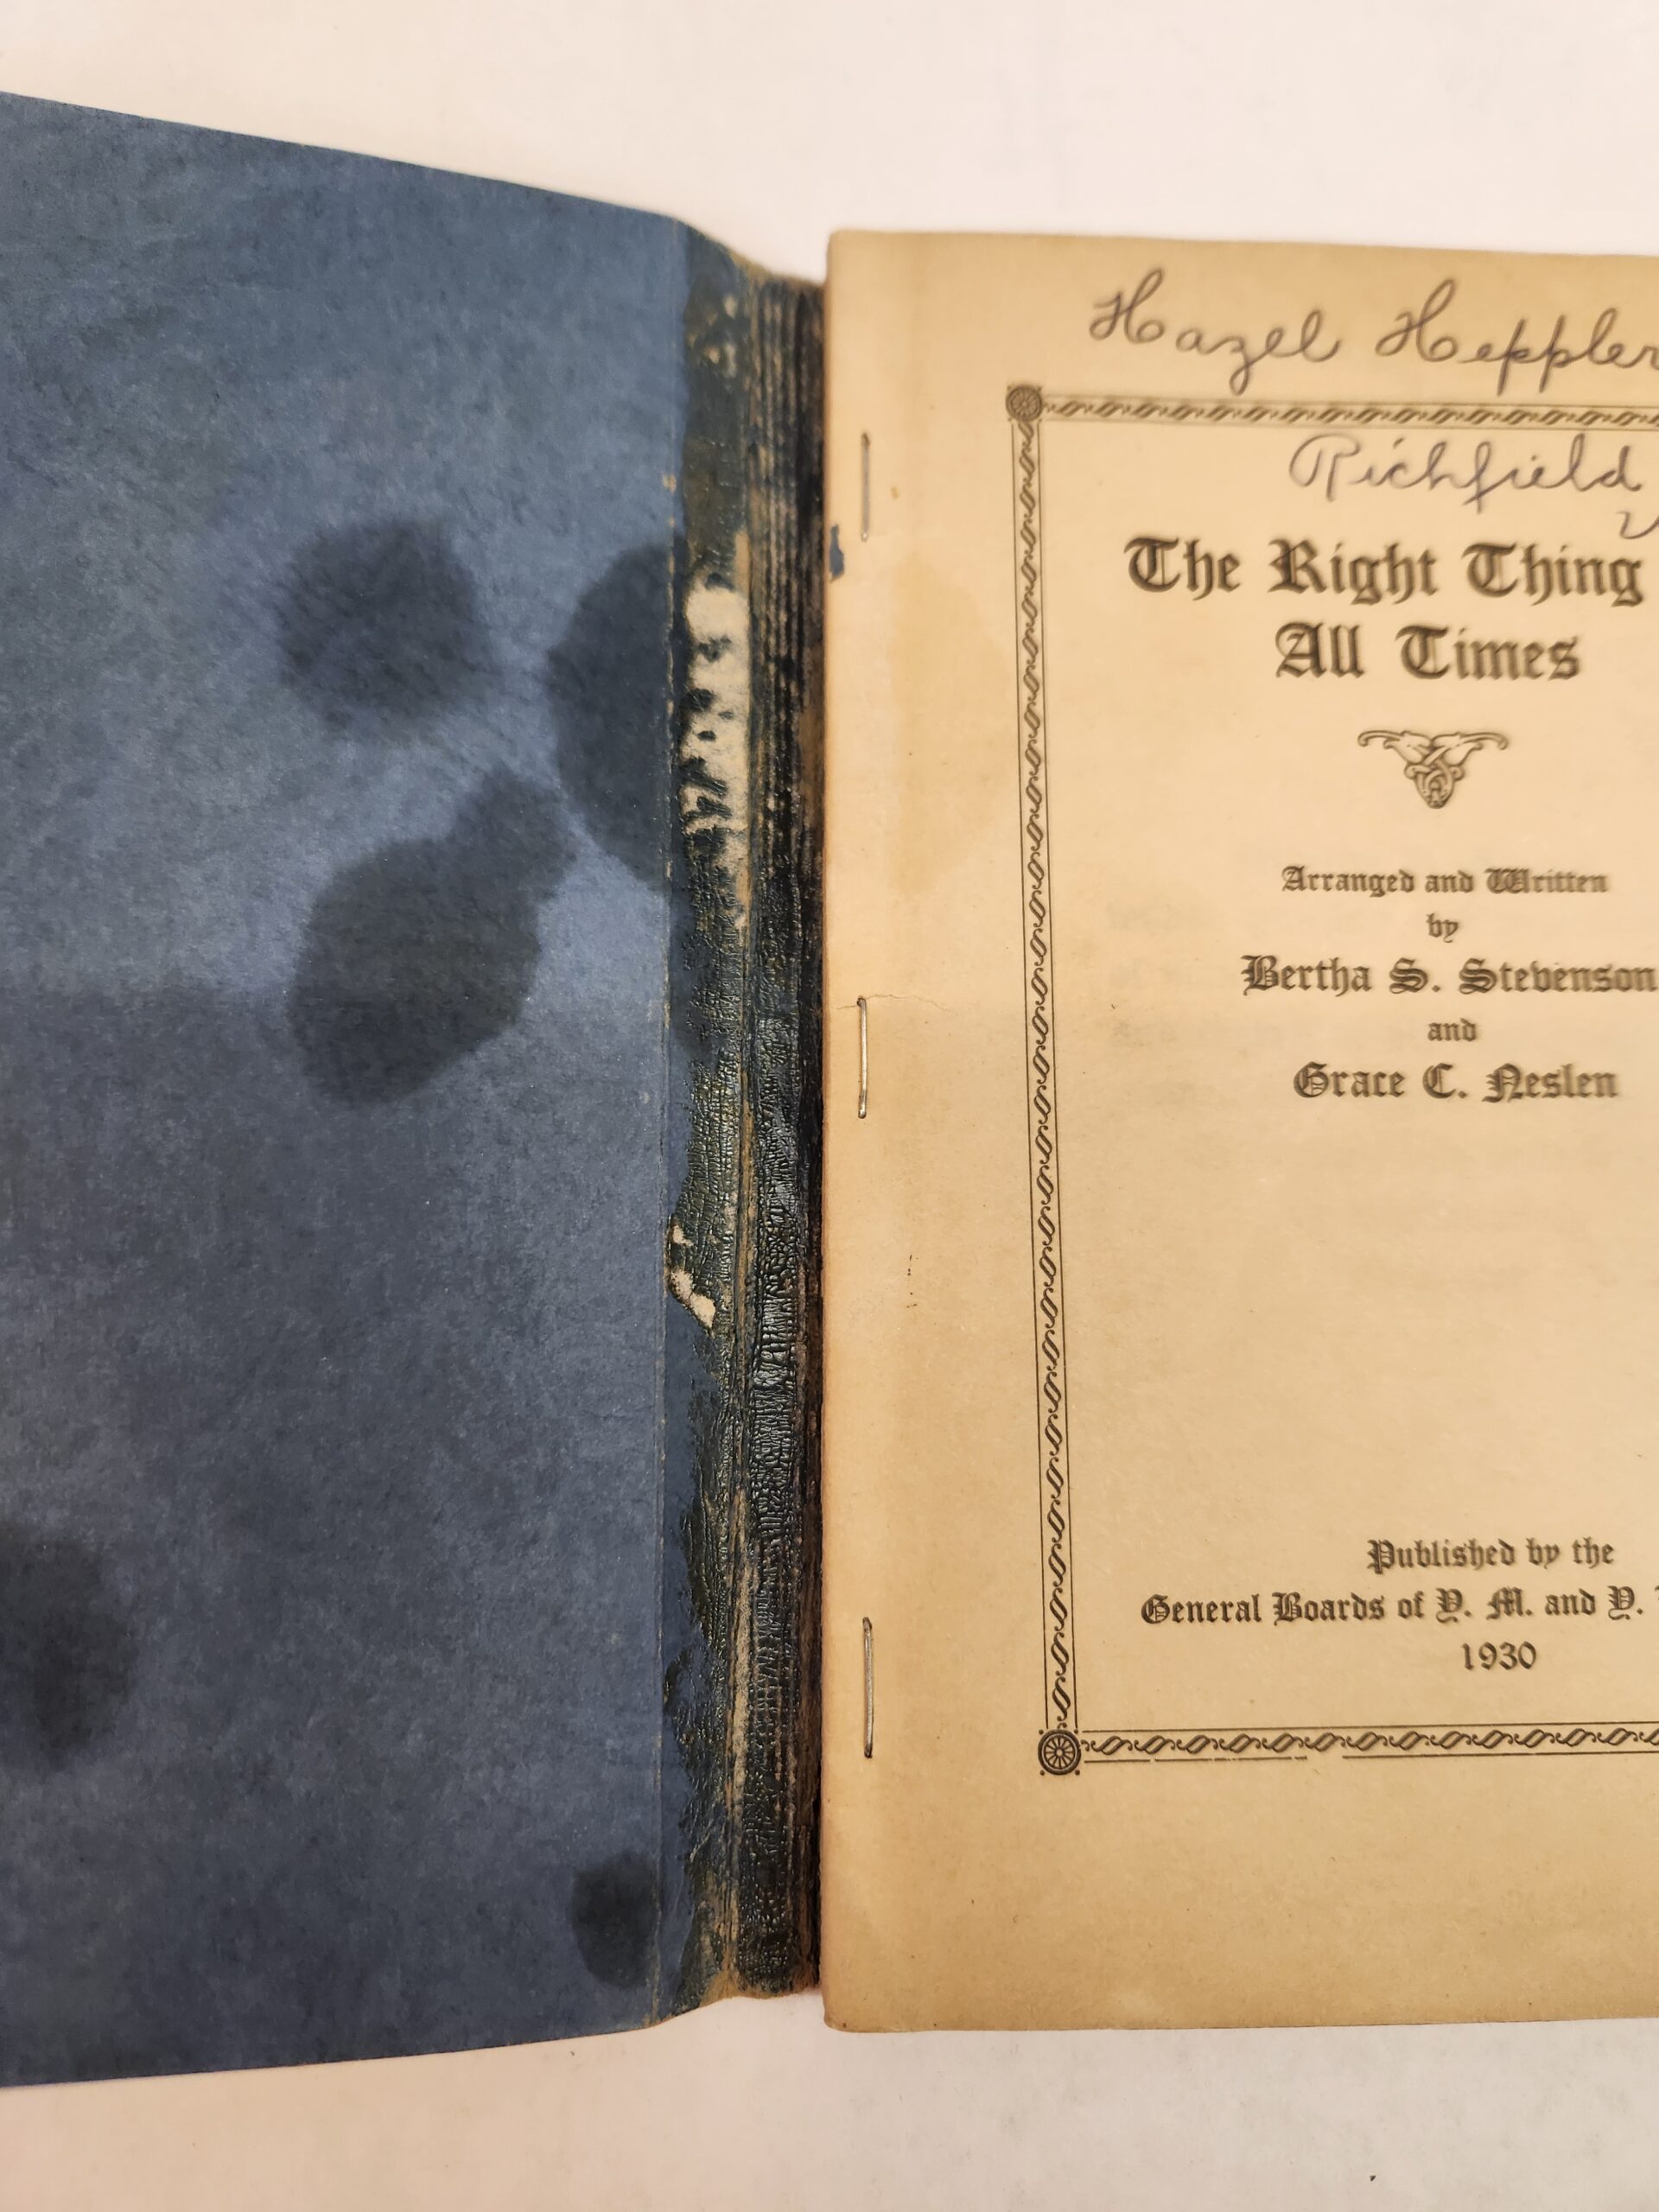 Hazel Heppler
Richfield
The Right Thing
All Times
Arranged and Written
by
Bertha S. Stevenson
and
Grace C. Neslen
Published by the
General Boards of Y. M. and Y.
1930